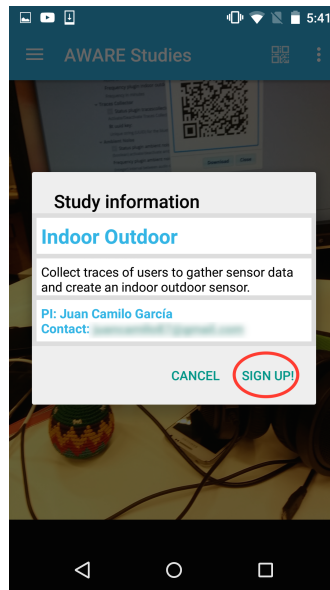 5:41
AWARE Studies
Study information
Indoor Outdoor
Collect traces of users to gather sensor data
and create an indoor outdoor sensor.
PI: Juan Camilo García
Contact:
CANCEL SIGN UP!